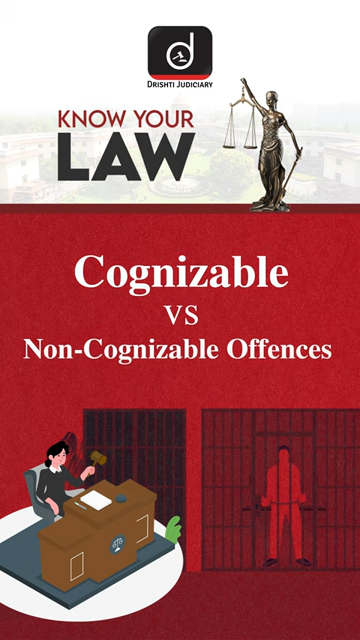 d
DRISHTI JUDICIARY
KNOW YOUR
LAW
Cognizable
VS
Non-Cognizable Offences